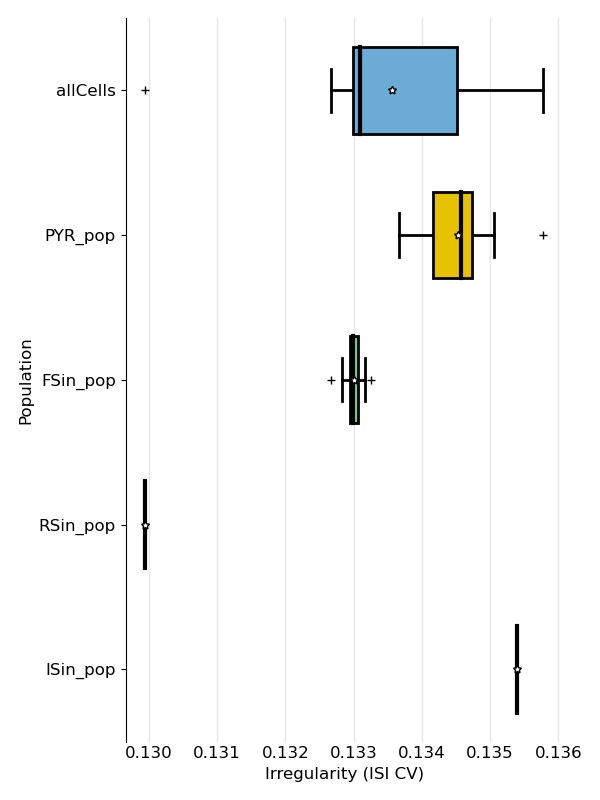 allCells
PYR_pop
FSin_pop
RSin_pop
ISin_pop
Population
0.130 0.131 0.132 0.133 0.134 0.135 0.136
Irregularity (ISI CV)